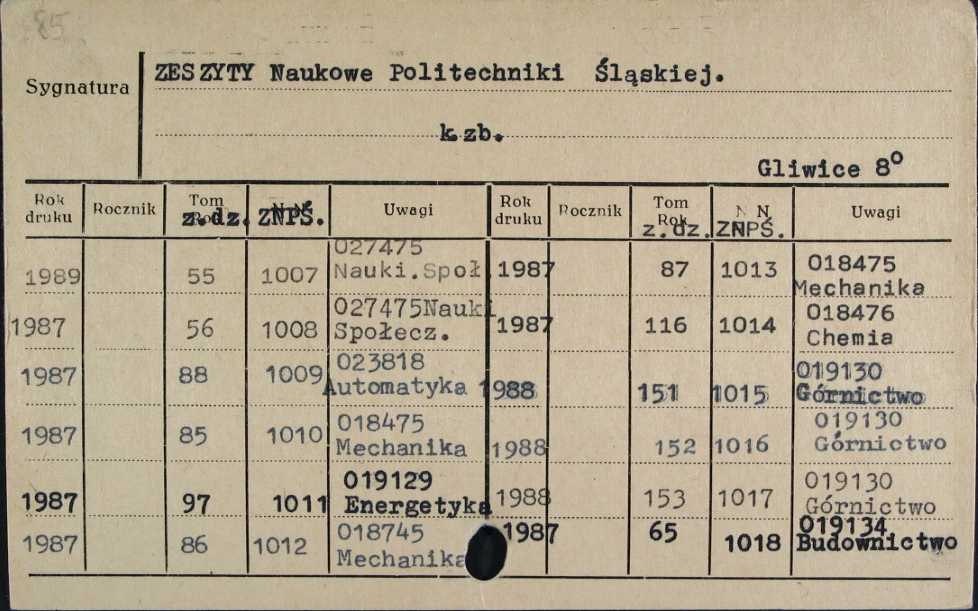 85
Sygnatura
ZESZYTY Naukowe Politechniki Śląskiej.
k.zb.
Gliwice 8°
Rok druku Rocznik Tom Rok z.dz. ZNPŚ. Uwagi Rok druku Rocznik Tom Rok z.dz. N N ZNPŚ. Uwagi
1989 55 1007 027475 Nauki.Społ 1987 87 1013 018475 Mechanika
1987 56 1008 027475Nauki Społecz. 1987 116 1014 018476 Chemia
1987 88 1009 023818 Automatyka 1988 151 1015 019130 Górnictwo
1987 85 1010 018475 Mechanika 1988 152 1016 019130 Górnictwo
1987 97 1011 019129 Energetyka 1988 153 1017 019130 Górnictwo
1987 86 1012 018745 Mechanika 1987 65 1018 019134 Budownictwo